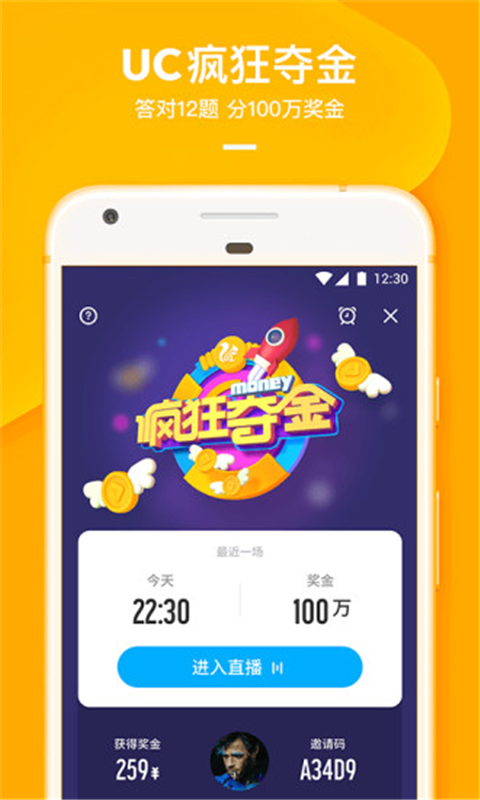 UC疯狂夺金
答对12题 分100万奖金
12:30
?
money
疯狂夺金
最近一场
今天 奖金
22:30 100万
进入直播
获得奖金 邀请码
259¥ A34D9